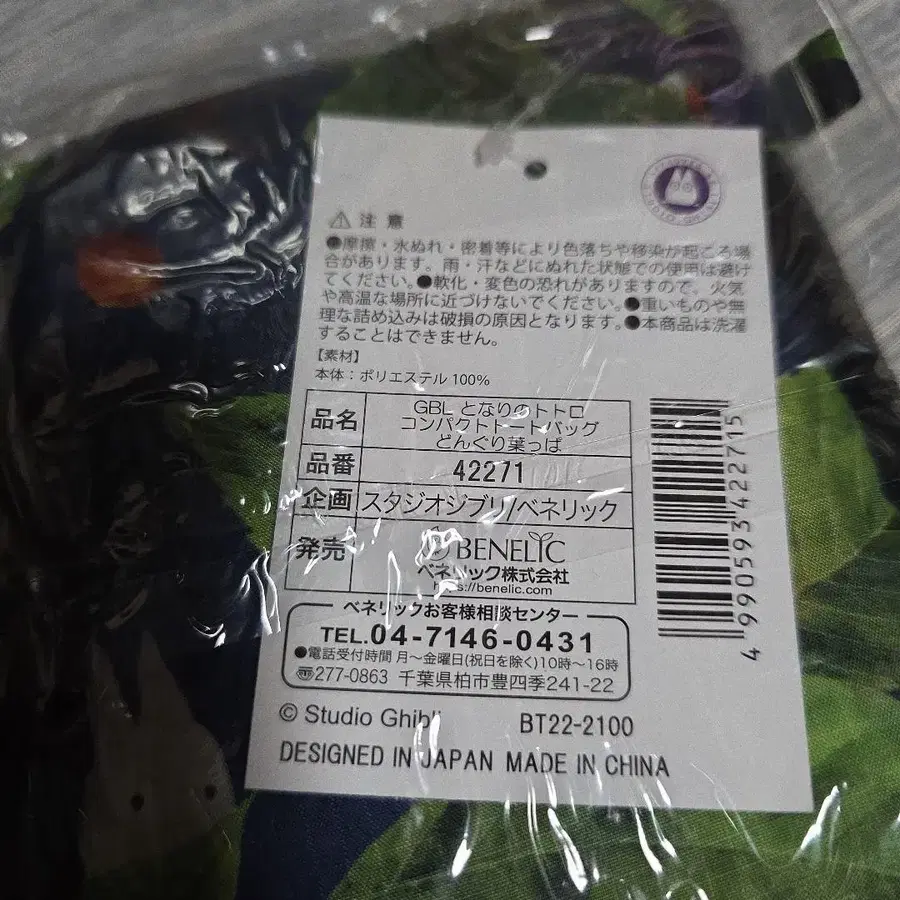 ⚠ 注意
●摩擦・水ぬれ・密着等により色落ちや移染が起こる場
合があります。雨・汗などにぬれた状態での使用は避け
てください。●軟化・変色の恐れがありますので、火気
や高温な場所に近づけないでください。●重いものや無
理な詰め込みは破損の原因となります。●本商品は洗濯
することはできません。
【素材】
本体：ポリエステル 100%
品名 GBL となりのトトロ
コンパクトトートバッグ
どんぐり葉っぱ
品番 42271
企画 スタジオジブリ/ベネリック
発売 BENELIC
ベネリック株式会社
https://benelic.com
ベネリックお客様相談センター
TEL.04-7146-0431
●電話受付時間 月〜金曜日(祝日を除く)10時〜16時
277-0863 千葉県柏市豊四季241-22
© Studio Ghibli BT22-2100
DESIGNED IN JAPAN MADE IN CHINA
4 990593 422715